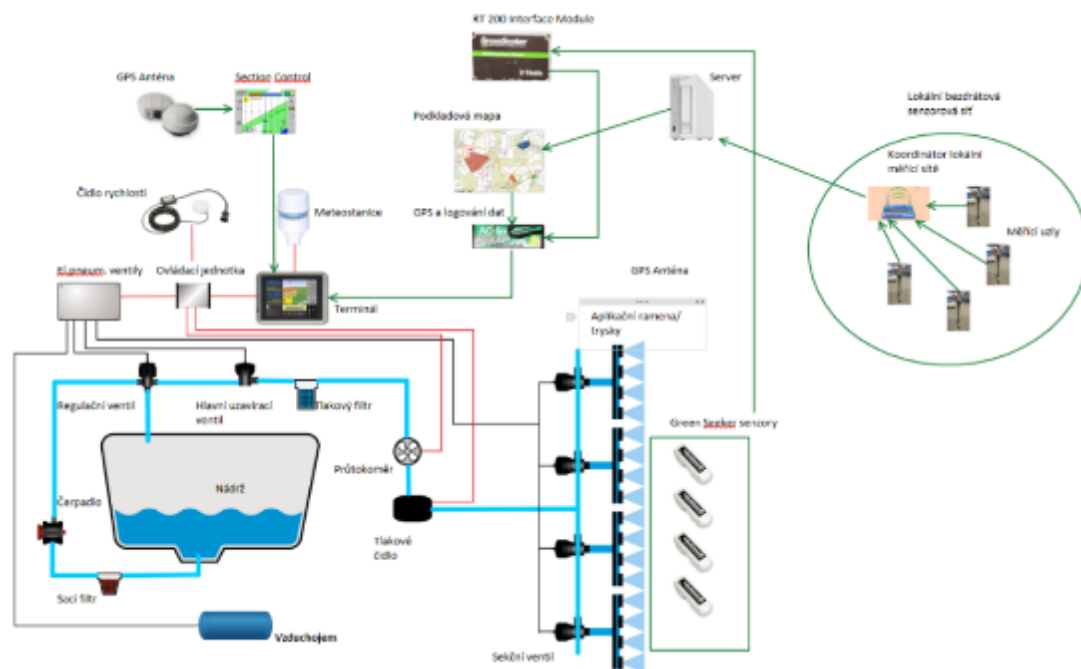 RT 200 Interface Module
GPS Anténa
Section Control
Server
Lokální bezdrátová
senzorová síť
Podkladová mapa
Koordinátor lokální
měřicí sítě
Čidlo rychlosti
Meteostanice
GPS a logování dat
Měřicí uzly
El.pneum. ventily
Ovládací jednotka
GPS Anténa
Terminál
Aplikační ramena/
trysky
Regulační ventil
Hlavní uzavírací
ventil
Tlakový filtr
Green Seeker senzory
Průtokoměr
Nádrž
Čerpadlo
Tlakové
čidlo
Sací filtr
Vzduchojem
Sekční ventil